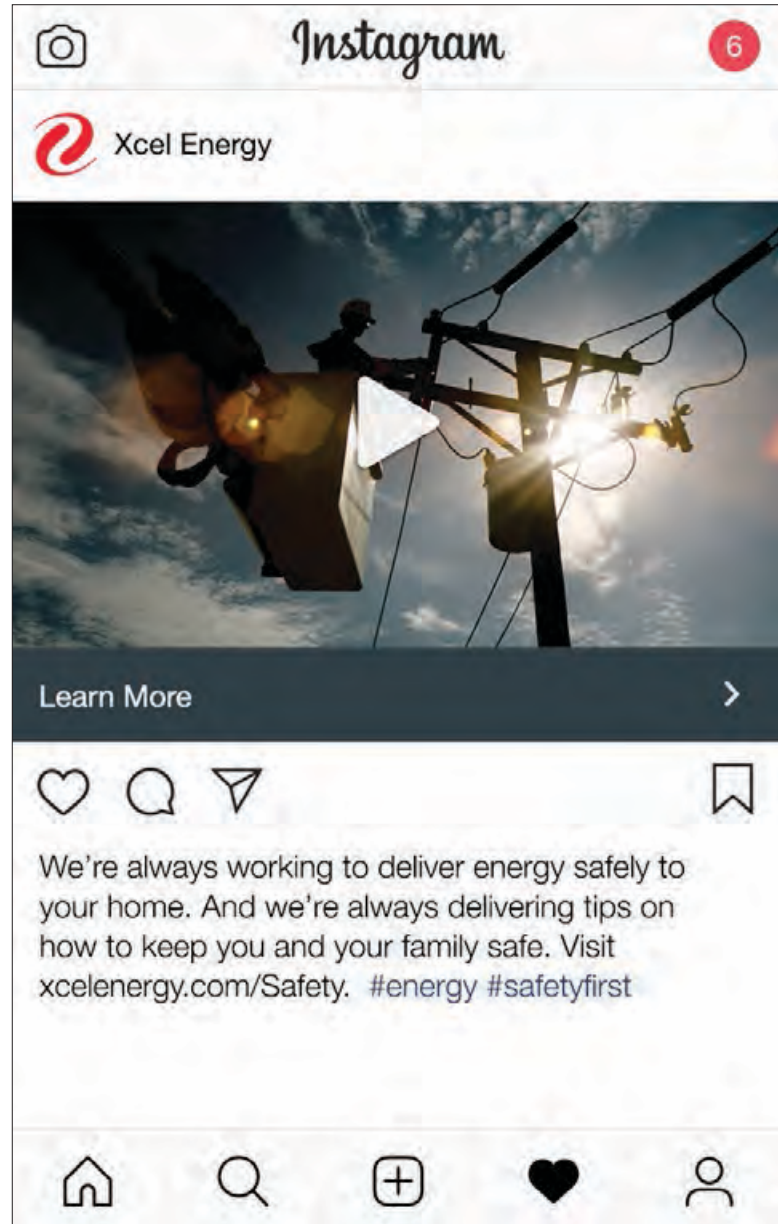 Instagram
6
Xcel Energy
Learn More
We're always working to deliver energy safely to
your home. And we're always delivering tips on
how to keep you and your family safe. Visit
xcelenergy.com/Safety.  #energy #safetyfirst